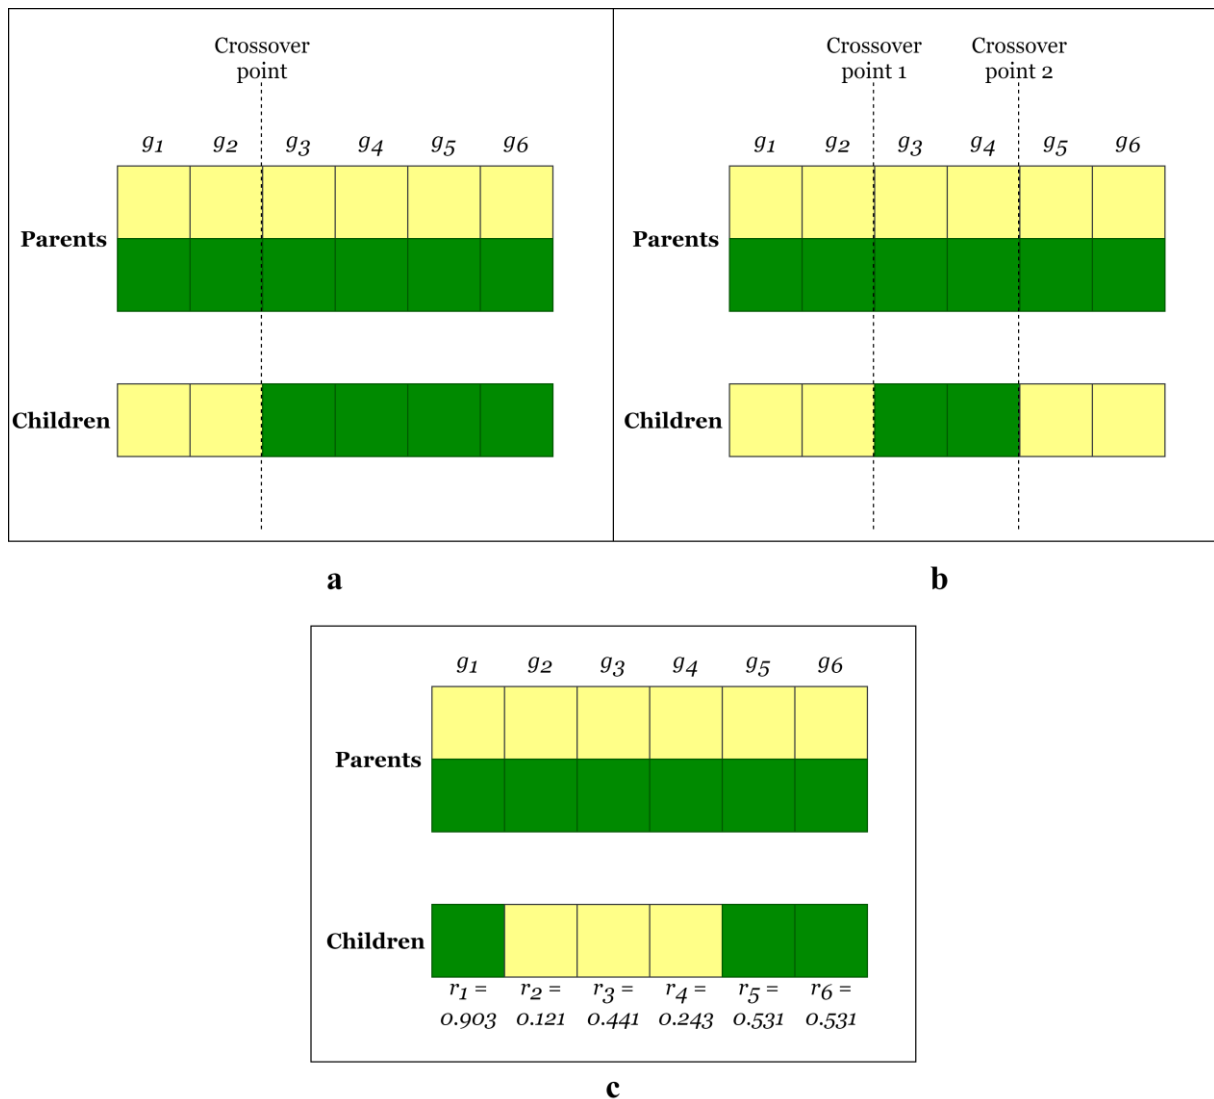 Crossover
point
g1 g2 g3 g4 g5 g6
Parents
Children
a
Crossover
point 1
Crossover
point 2
g1 g2 g3 g4 g5 g6
Parents
Children
b
g1 g2 g3 g4 g5 g6
Parents
Children
r1 = r2 = r3 = r4 = r5 = r6 =
0.903 0.121 0.441 0.243 0.531 0.531
c